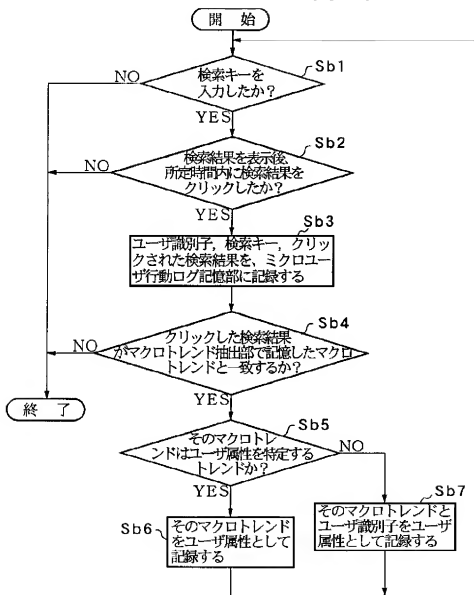 開 始
Sb1
NO
検索キーを
入力したか？
YES
Sb2
NO
検索結果を表示後、
所定時間内に検索結果を
クリックしたか？
YES
Sb3
ユーザ識別子，検索キー，クリッ
クされた検索結果を、ミクロユー
ザ行動ログ記憶部に記録する
Sb4
NO
クリックした検索結果
がマクロトレンド抽出部で記憶したマクロ
トレンドと一致するか？
終 了
YES
Sb5
NO
そのマクロトレ
ンドはユーザ属性を特定する
トレンドか？
YES
Sb6
そのマクロトレンド
をユーザ属性として
記録する
Sb7
そのマクロトレンドと
ユーザ識別子をユーザ
属性として記録する